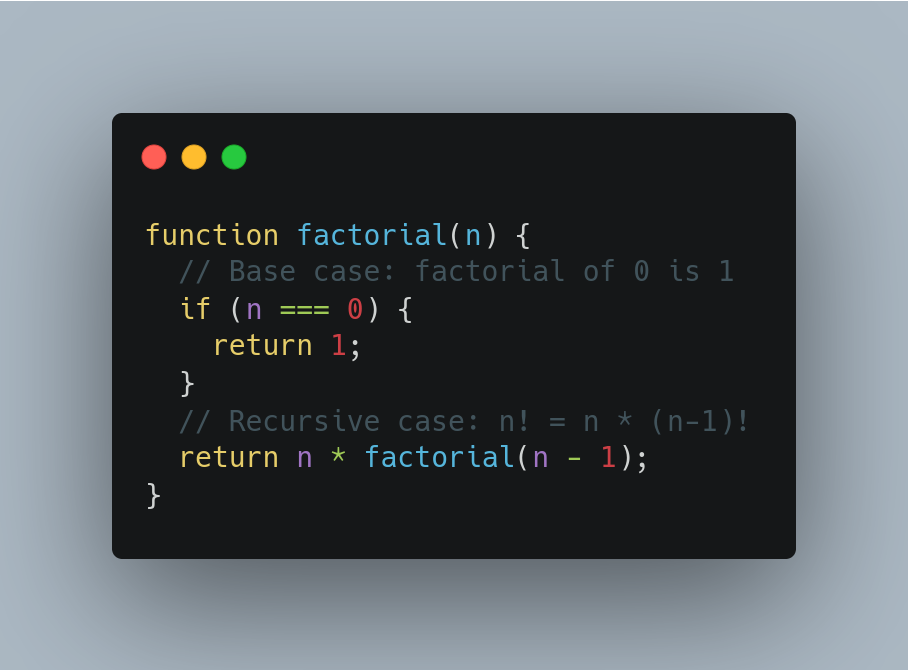 function factorial(n) {
  // Base case: factorial of 0 is 1
  if (n === 0) {
    return 1;
  }
  // Recursive case: n! = n * (n-1)!
  return n * factorial(n - 1);
}